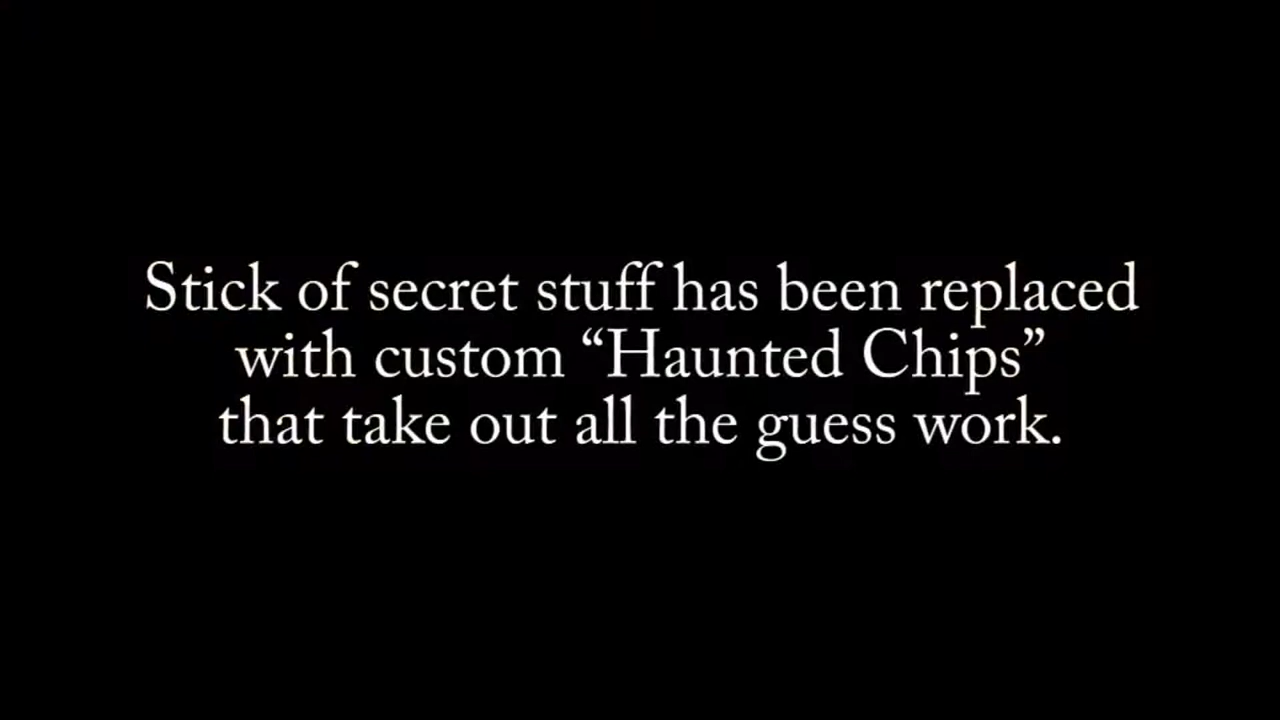 Stick of secret stuff has been replaced
with custom “Haunted Chips”
that take out all the guess work.